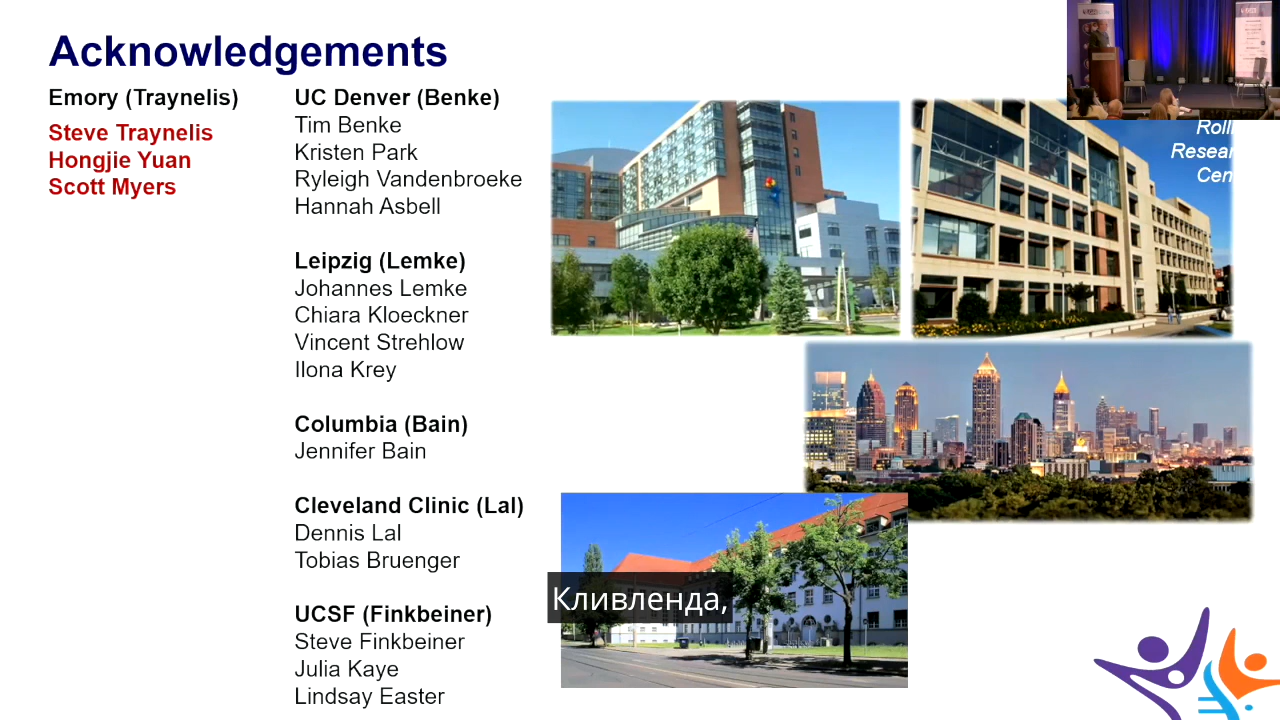 Acknowledgements
Emory (Traynelis)
Steve Traynelis
Hongjie Yuan
Scott Myers
UC Denver (Benke)
Tim Benke
Kristen Park
Ryleigh Vandenbroeke
Hannah Asbell
Leipzig (Lemke)
Johannes Lemke
Chiara Kloeckner
Vincent Strehlow
Ilona Krey
Columbia (Bain)
Jennifer Bain
Cleveland Clinic (Lal)
Dennis Lal
Tobias Bruenger
UCSF (Finkbeiner)
Steve Finkbeiner
Julia Kaye
Lindsay Easter
Кливленда,